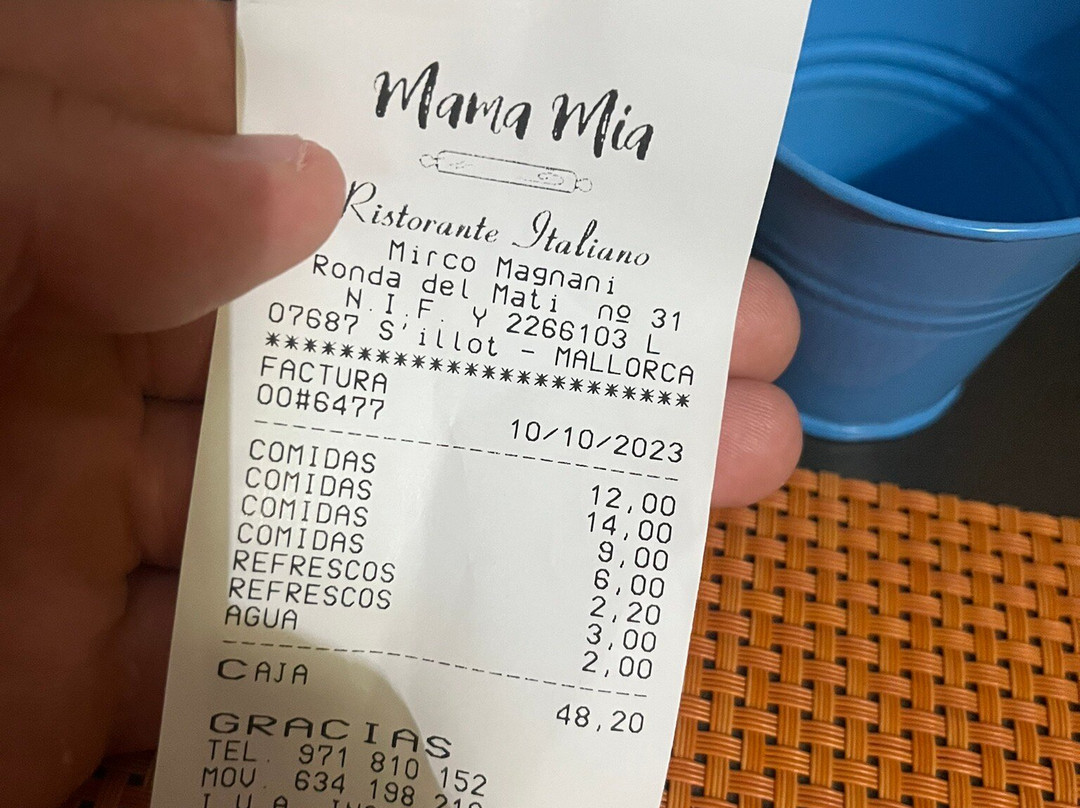 Mama Mia
Ristorante Italiano
Mirco Magnani
Ronda del Mati nº 31
N.I.F. Y 2266103 L
07687 S'illot - MALLORCA
************************
FACTURA
00#6477
10/10/2023
COMIDAS 12,00
COMIDAS 14,00
COMIDAS 9,00
COMIDAS 6,00
REFRESCOS 2,20
REFRESCOS 3,00
AGUA 2,00
CAJA 48,20
GRACIAS
TEL. 971 810 152
MOV. 634 198
I.V.A.